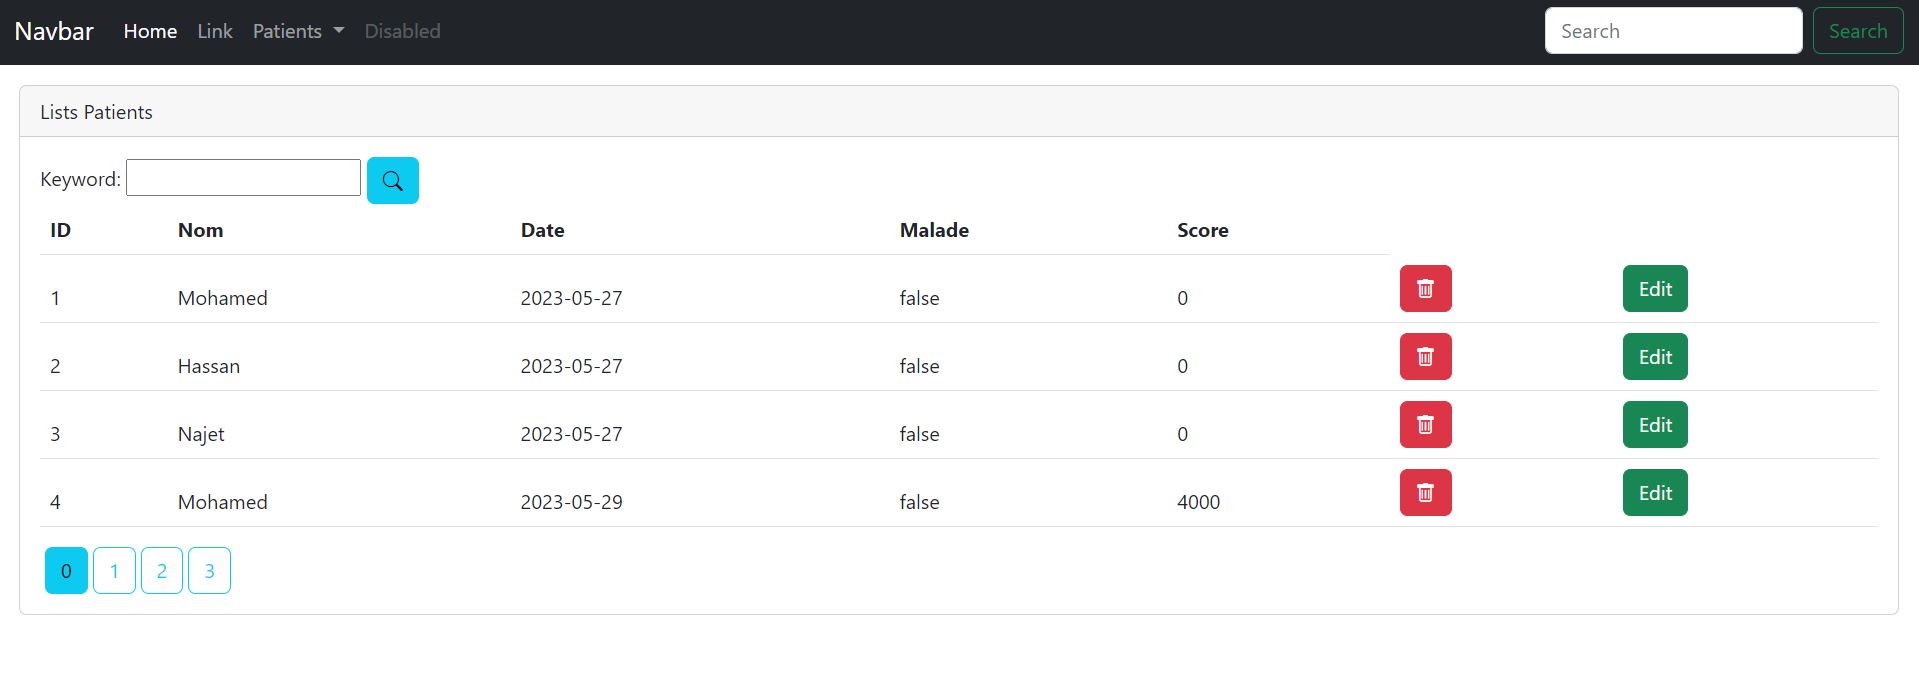 Navbar Home Link Patients Disabled Search Search
Lists Patients
Keyword:
ID Nom Date Malade Score
1 Mohamed 2023-05-27 false 0 Edit
2 Hassan 2023-05-27 false 0 Edit
3 Najet 2023-05-27 false 0 Edit
4 Mohamed 2023-05-29 false 4000 Edit
0 1 2 3